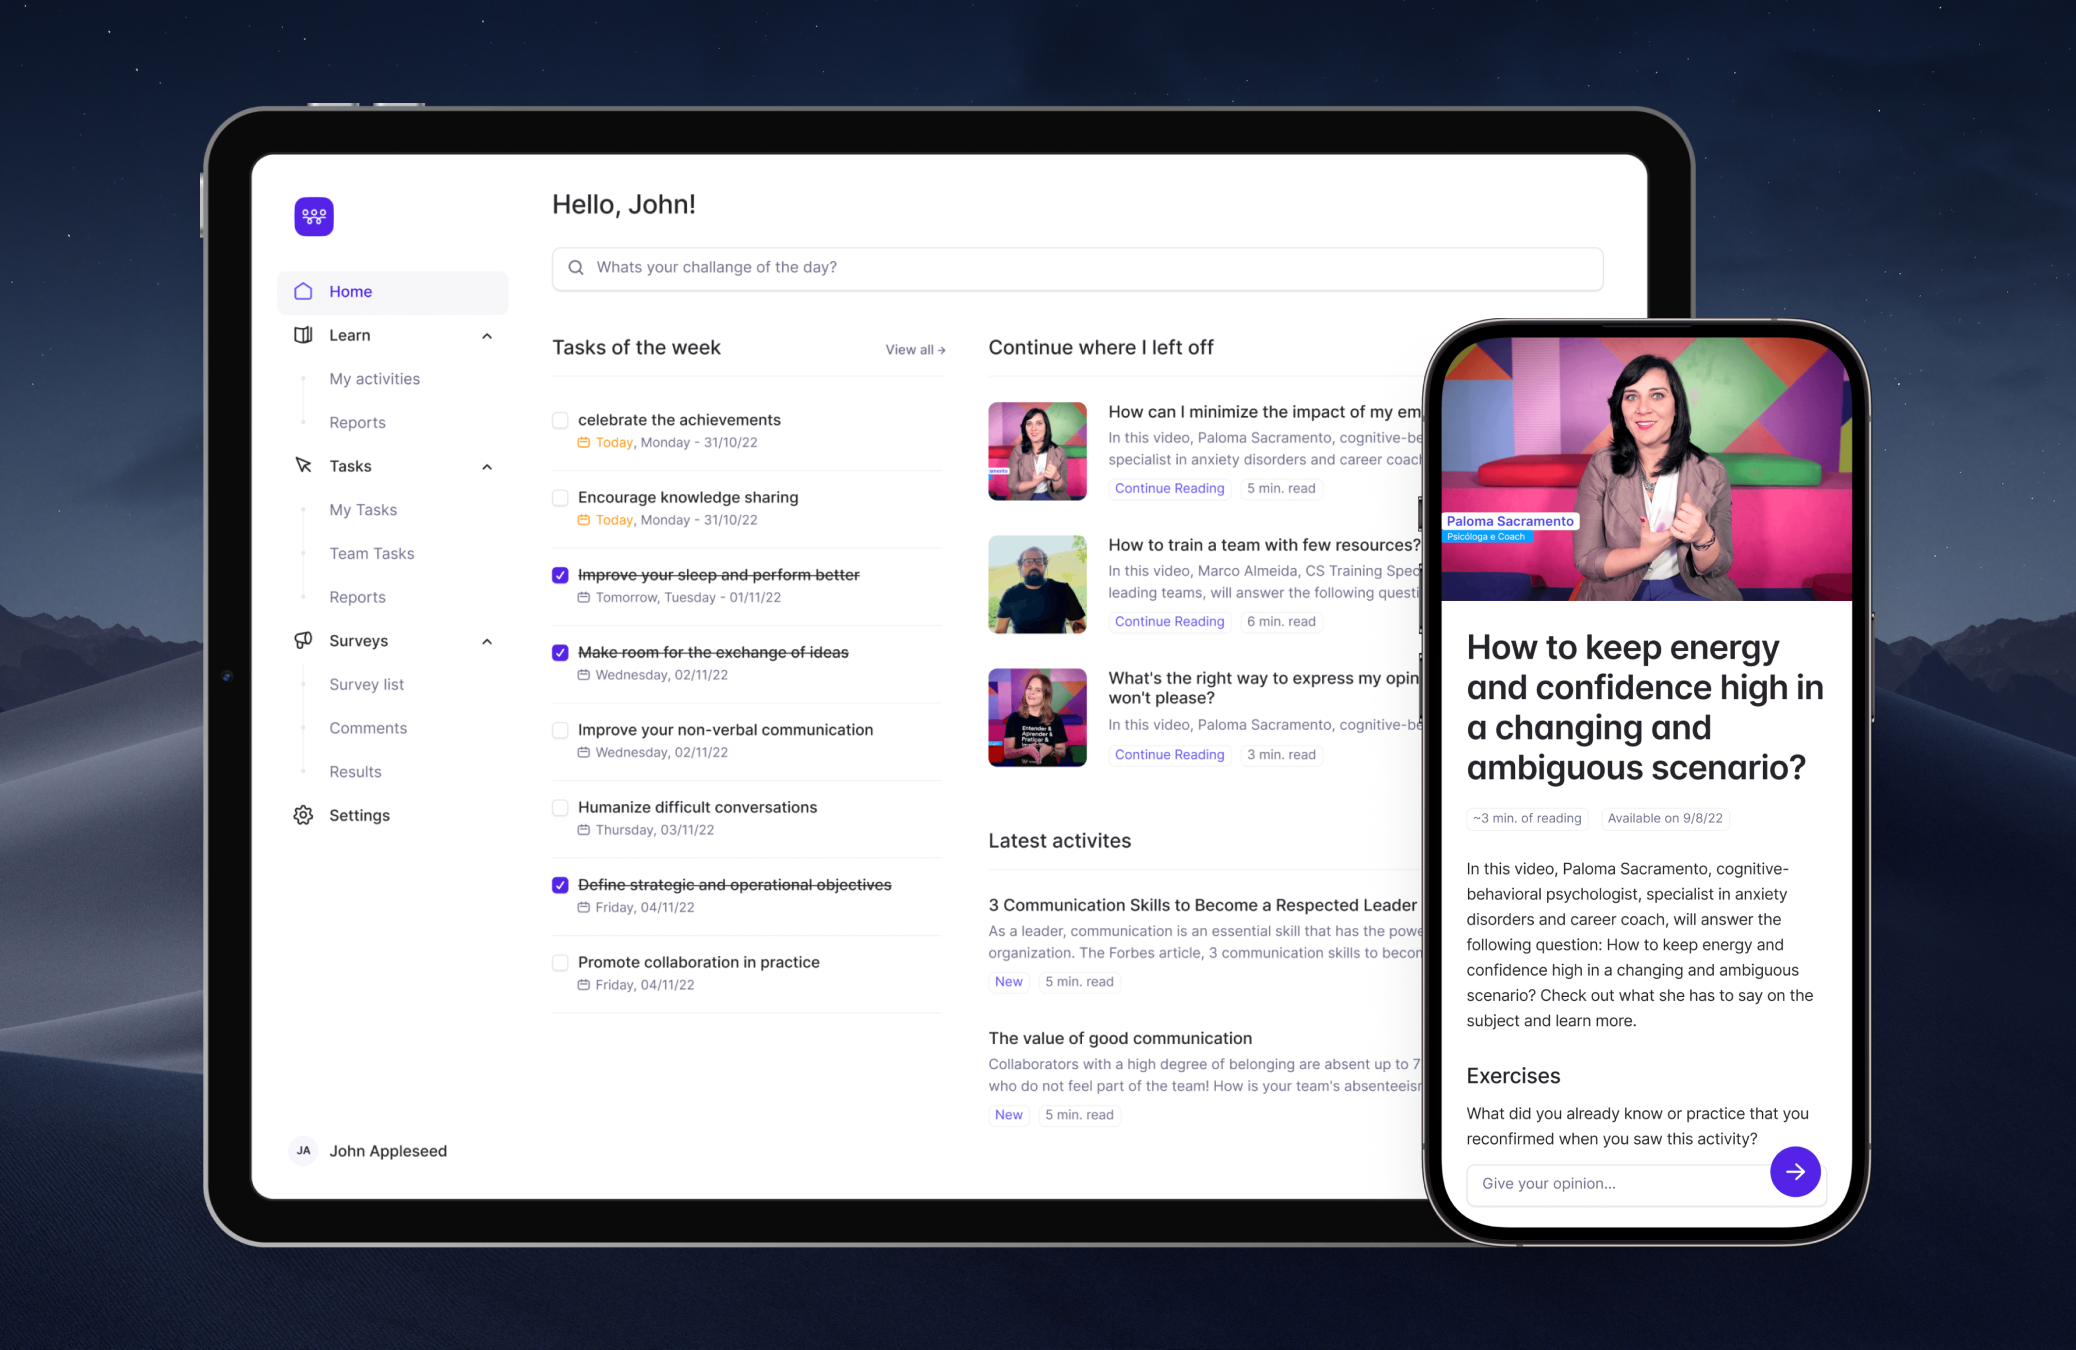 Hello, John!
Whats your challange of the day?
Home
Learn
My activities
Reports
Tasks
My Tasks
Team Tasks
Reports
Surveys
Survey list
Comments
Results
Settings
JA
John Appleseed
Tasks of the week
View all →
celebrate the achievements
Today, Monday - 31/10/22
Encourage knowledge sharing
Today, Monday - 31/10/22
Improve your sleep and perform better
Tomorrow, Tuesday - 01/11/22
Make room for the exchange of ideas
Wednesday, 02/11/22
Improve your non-verbal communication
Wednesday, 02/11/22
Humanize difficult conversations
Thursday, 03/11/22
Define strategic and operational objectives
Friday, 04/11/22
Promote collaboration in practice
Friday, 04/11/22
Continue where I left off
How can I minimize the impact of my em
In this video, Paloma Sacramento, cognitive-be
specialist in anxiety disorders and career coach
Continue Reading
5 min. read
How to train a team with few resources?
In this video, Marco Almeida, CS Training Spec
leading teams, will answer the following questi
Continue Reading
6 min. read
Entender &
Aprender &
Praticar &
What's the right way to express my opin
won't please?
In this video, Paloma Sacramento, cognitive-be
Continue Reading
3 min. read
Latest activites
3 Communication Skills to Become a Respected Leader
As a leader, communication is an essential skill that has the powe
organization. The Forbes article, 3 communication skills to becom
New
5 min. read
The value of good communication
Collaborators with a high degree of belonging are absent up to 7
who do not feel part of the team! How is your team's absenteeism
New
5 min. read
Paloma Sacramento
Psicóloga e Coach
How to keep energy
and confidence high in
a changing and
ambiguous scenario?
~3 min. of reading
Available on 9/8/22
In this video, Paloma Sacramento, cognitive-
behavioral psychologist, specialist in anxiety
disorders and career coach, will answer the
following question: How to keep energy and
confidence high in a changing and ambiguous
scenario? Check out what she has to say on the
subject and learn more.
Exercises
What did you already know or practice that you
reconfirmed when you saw this activity?
Give your opinion...